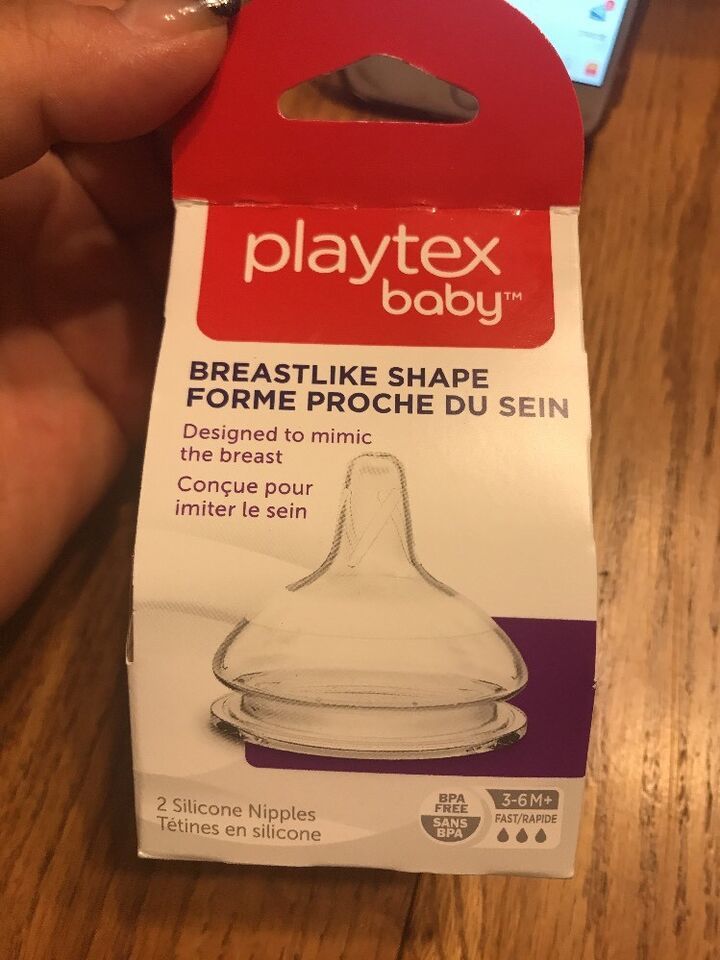 playtex
baby™
BREASTLIKE SHAPE
FORME PROCHE DU SEIN
Designed to mimic
the breast
Conçue pour
imiter le sein
2 Silicone Nipples
Tétines en silicone
BPA
FREE
SANS
BPA
3-6M+
FAST/RAPIDE